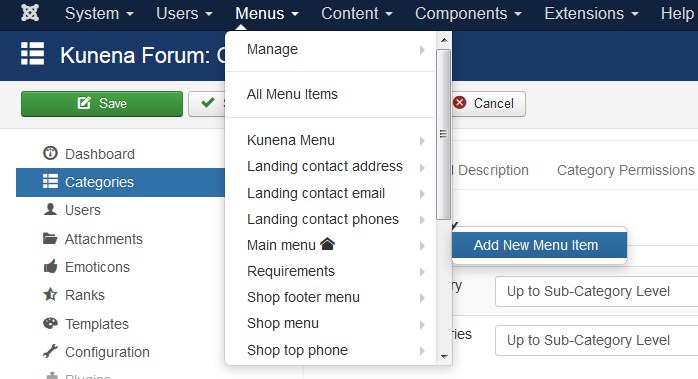 System Users Menus Content Components Extensions Help
Kunena Forum: C
Manage
All Menu Items
Save
S
Cancel
Kunena Menu
Landing contact address
Landing contact email
Landing contact phones
Main menu
Requirements
Shop footer menu
Shop menu
Shop top phone
Add New Menu Item
Dashboard
Categories
Users
Attachments
Emoticons
Ranks
Templates
Configuration
Plugins
Description Category Permissions
ry
Up to Sub-Category Level
ries
Up to Sub-Category Level